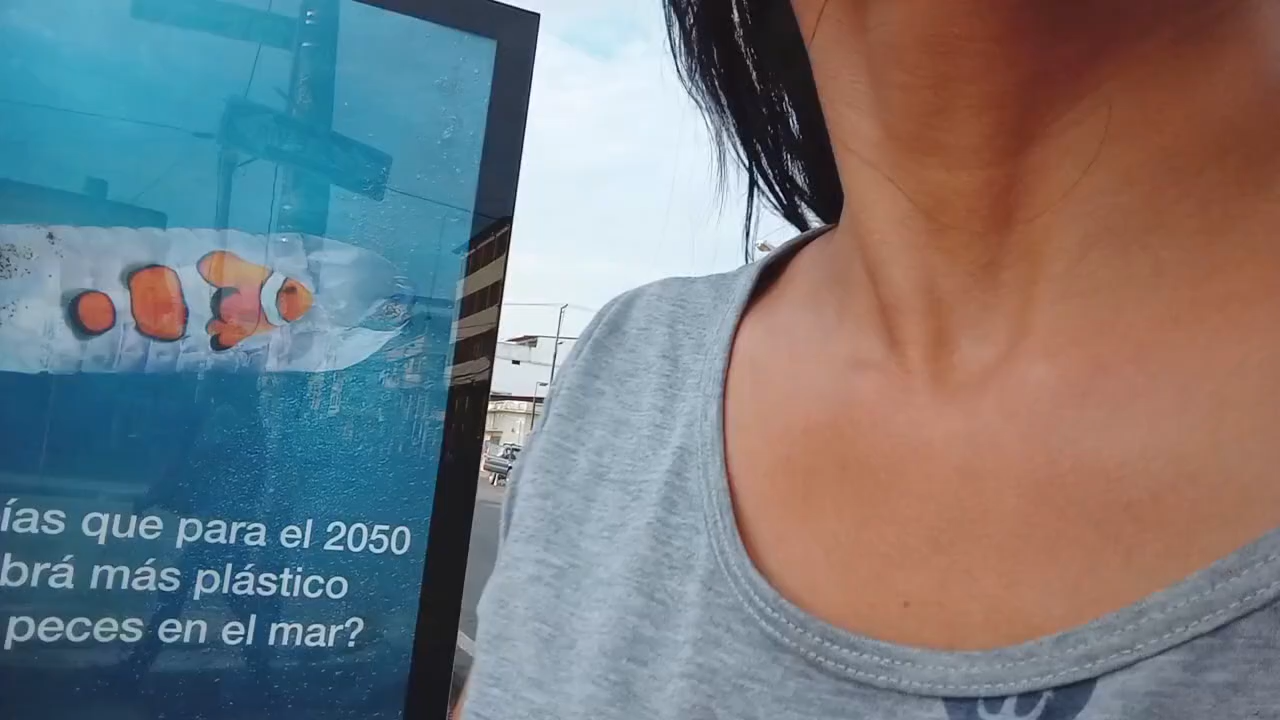 ías que para el 2050
brá más plástico
peces en el mar?